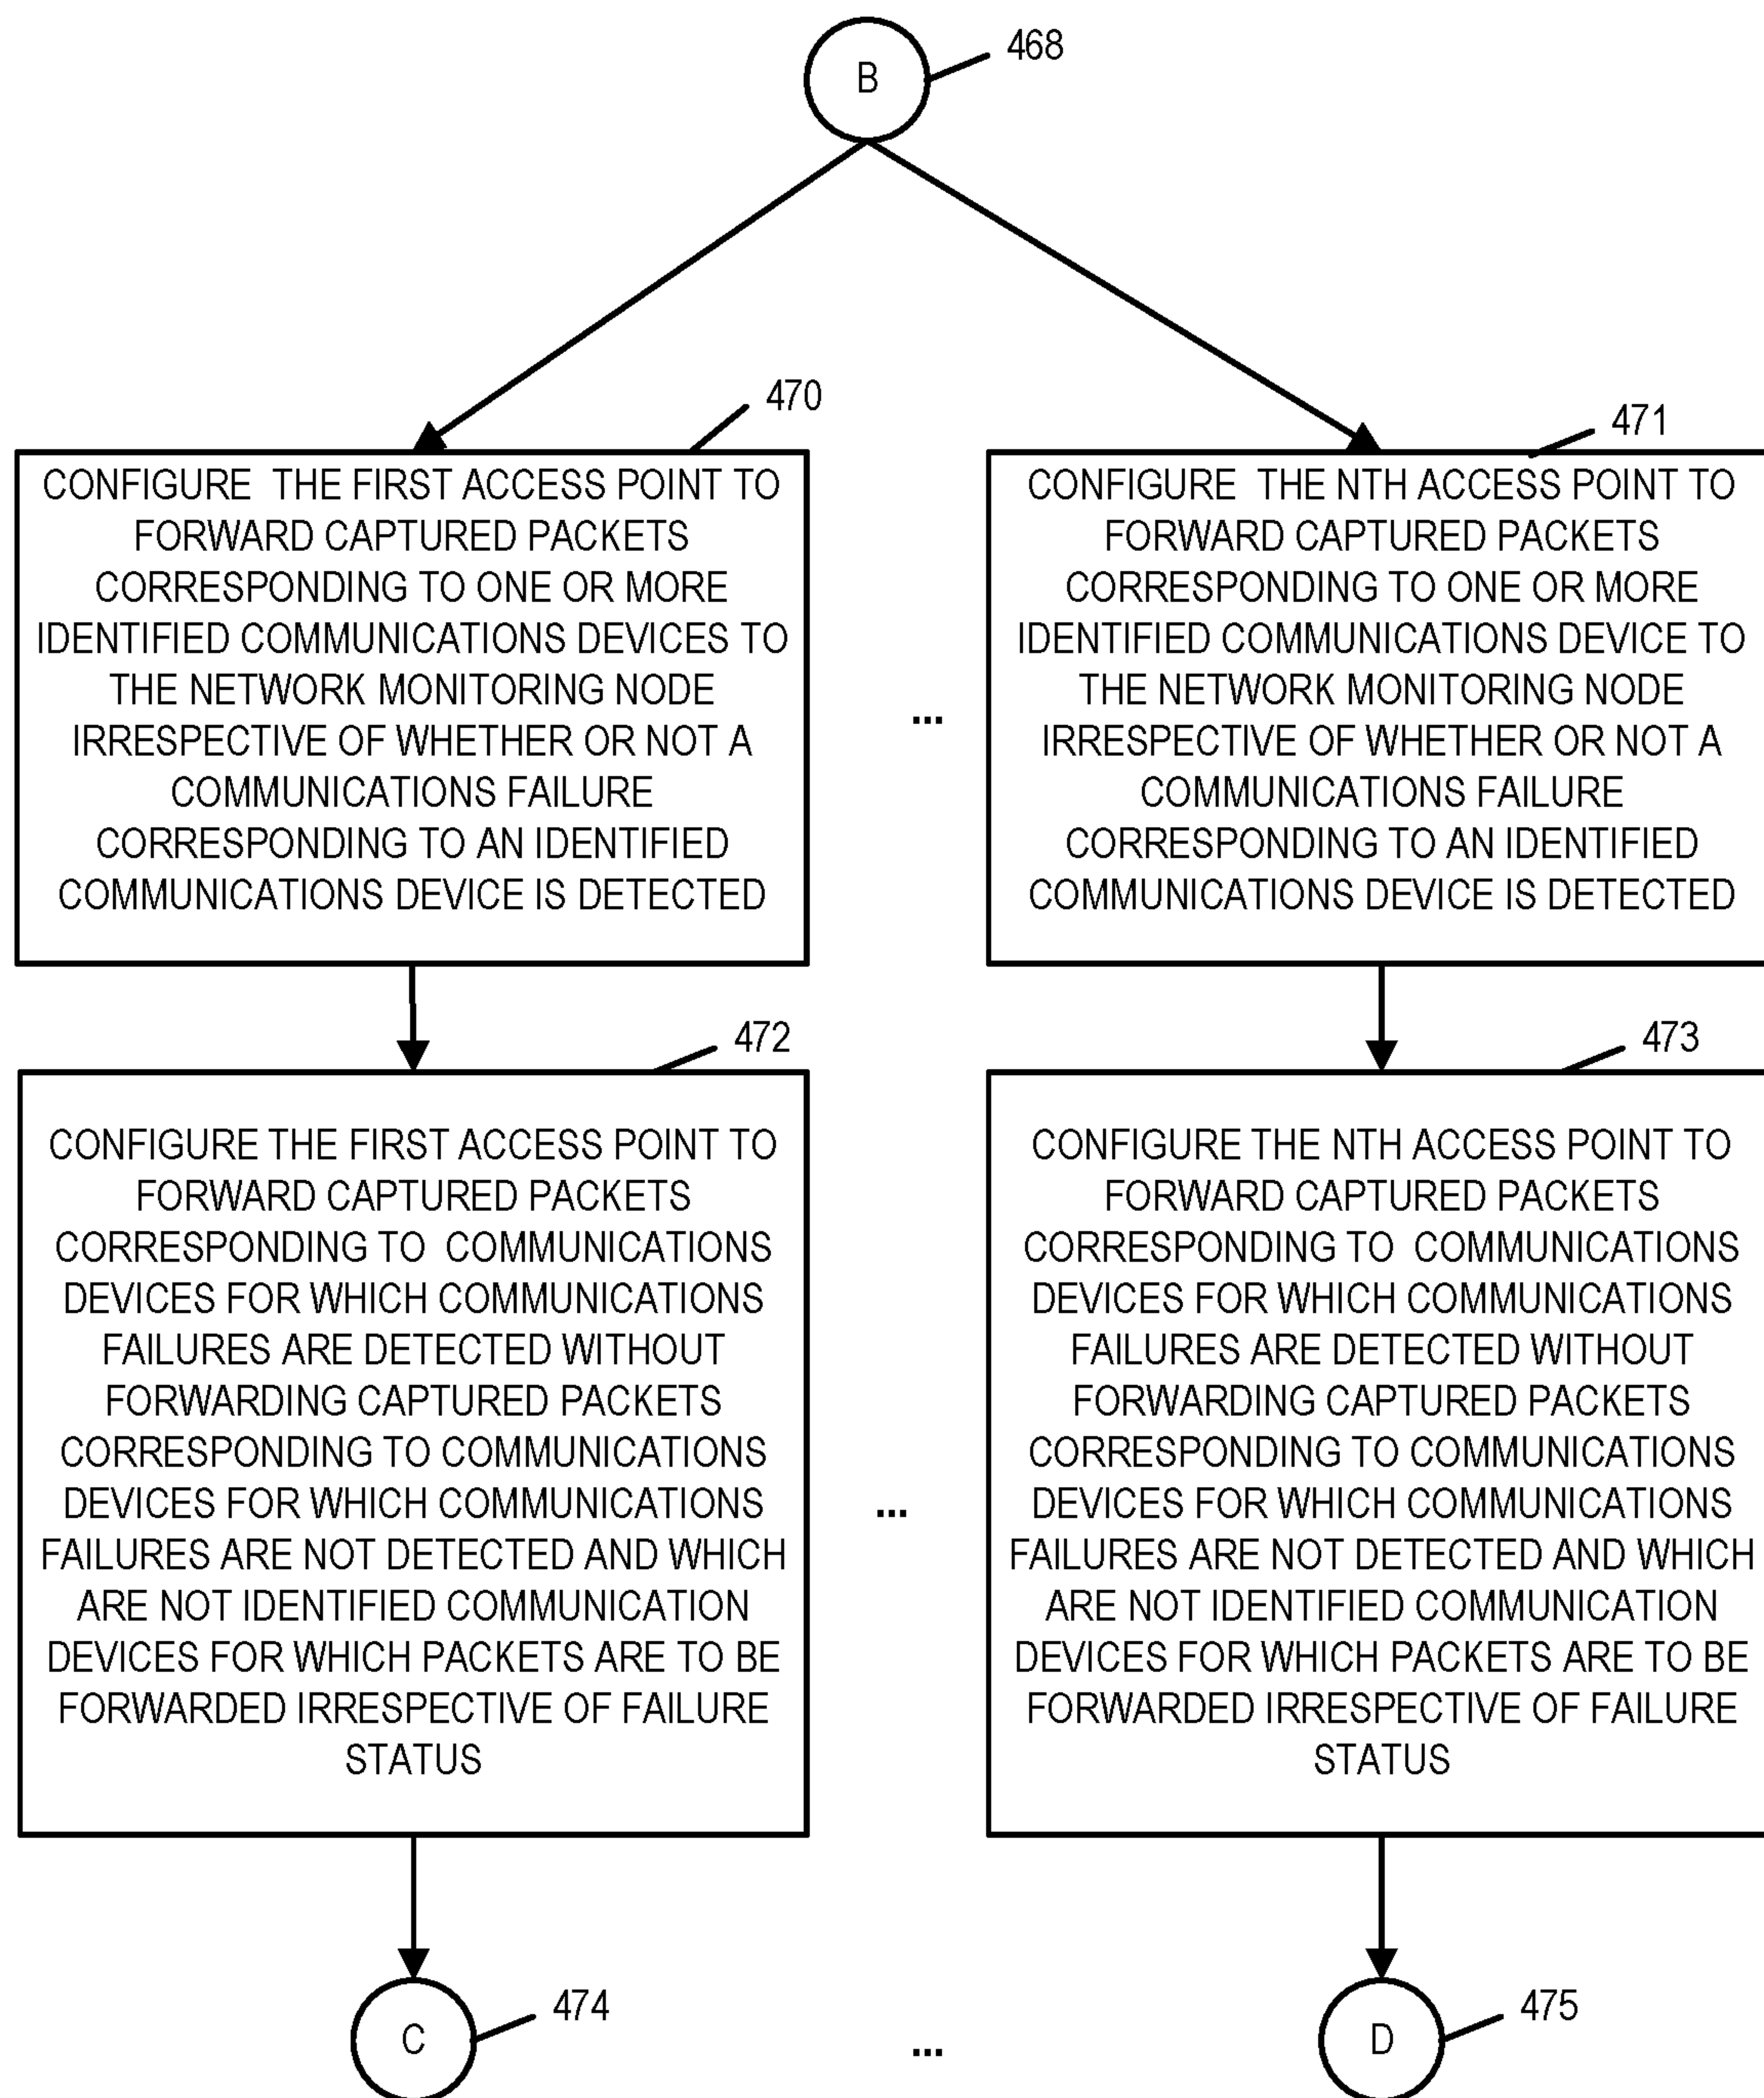 B
468
470
CONFIGURE THE FIRST ACCESS POINT TO
FORWARD CAPTURED PACKETS
CORRESPONDING TO ONE OR MORE
IDENTIFIED COMMUNICATIONS DEVICES TO
THE NETWORK MONITORING NODE
IRRESPECTIVE OF WHETHER OR NOT A
COMMUNICATIONS FAILURE
CORRESPONDING TO AN IDENTIFIED
COMMUNICATIONS DEVICE IS DETECTED
...
471
CONFIGURE THE NTH ACCESS POINT TO
FORWARD CAPTURED PACKETS
CORRESPONDING TO ONE OR MORE
IDENTIFIED COMMUNICATIONS DEVICE TO
THE NETWORK MONITORING NODE
IRRESPECTIVE OF WHETHER OR NOT A
COMMUNICATIONS FAILURE
CORRESPONDING TO AN IDENTIFIED
COMMUNICATIONS DEVICE IS DETECTED
472
CONFIGURE THE FIRST ACCESS POINT TO
FORWARD CAPTURED PACKETS
CORRESPONDING TO COMMUNICATIONS
DEVICES FOR WHICH COMMUNICATIONS
FAILURES ARE DETECTED WITHOUT
FORWARDING CAPTURED PACKETS
CORRESPONDING TO COMMUNICATIONS
DEVICES FOR WHICH COMMUNICATIONS
FAILURES ARE NOT DETECTED AND WHICH
ARE NOT IDENTIFIED COMMUNICATION
DEVICES FOR WHICH PACKETS ARE TO BE
FORWARDED IRRESPECTIVE OF FAILURE
STATUS
...
473
CONFIGURE THE NTH ACCESS POINT TO
FORWARD CAPTURED PACKETS
CORRESPONDING TO COMMUNICATIONS
DEVICES FOR WHICH COMMUNICATIONS
FAILURES ARE DETECTED WITHOUT
FORWARDING CAPTURED PACKETS
CORRESPONDING TO COMMUNICATIONS
DEVICES FOR WHICH COMMUNICATIONS
FAILURES ARE NOT DETECTED AND WHICH
ARE NOT IDENTIFIED COMMUNICATION
DEVICES FOR WHICH PACKETS ARE TO BE
FORWARDED IRRESPECTIVE OF FAILURE
STATUS
C
474
...
D
475